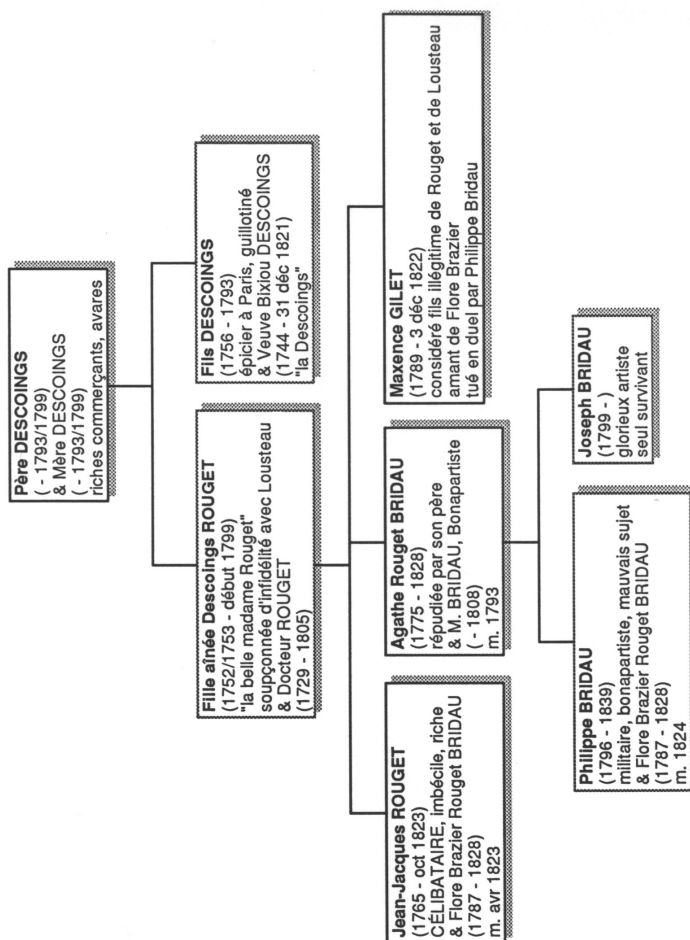 Père DESCOINGS
( - 1793/1799)
& Mère DESCOINGS
( - 1793/1799)
riches commerçants, avares
Fille aînée Descoings ROUGET
(1752/1753 - début 1799)
"la belle madame Rouget"
soupçonnée d'infidélité avec Lousteau
& Docteur ROUGET
(1729 - 1805)
Fils DESCOINGS
(1756 - 1793)
épicier à Paris, guillotiné
& Veuve Bixiou DESCOINGS
(1744 - 31 déc 1821)
"la Descoings"
Jean-Jacques ROUGET
(1765 - oct 1823)
CÉLIBATAIRE, imbécile, riche
& Flore Brazier Rouget BRIDAU
(1787 - 1828)
m. avr 1823
Agathe Rouget BRIDAU
(1775 - 1828)
répudiée par son père
& M. BRIDAU, Bonapartiste
( - 1808)
m. 1793
Maxence GILET
(1789 - 3 déc 1822)
considéré fils illégitime de Rouget et de Lousteau
amant de Flore Brazier
tué en duel par Philippe Bridau
Philippe BRIDAU
(1796 - 1839)
militaire, bonapartiste, mauvais sujet
& Flore Brazier Rouget BRIDAU
(1787 - 1828)
m. 1824
Joseph BRIDAU
(1799 - )
glorieux artiste
seul survivant